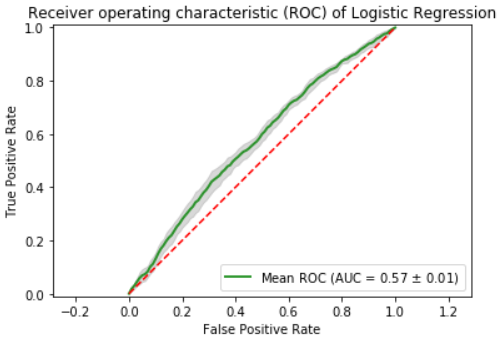 Receiver operating characteristic (ROC) of Logistic Regression
True Positive Rate
1.0
0.8
0.6
0.4
0.2
0.0
Mean ROC (AUC = 0.57 ± 0.01)
−0.2 0.0 0.2 0.4 0.6 0.8 1.0 1.2
False Positive Rate